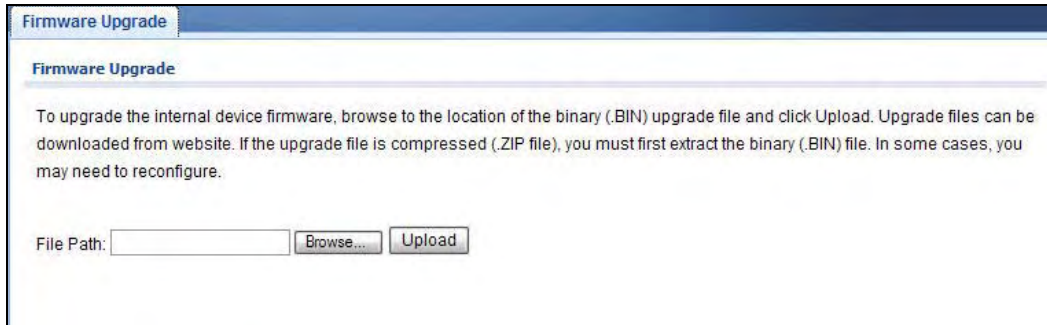 Firmware Upgrade
Firmware Upgrade
To upgrade the internal device firmware, browse to the location of the binary (.BIN) upgrade file and click Upload. Upgrade files can be
downloaded from website. If the upgrade file is compressed (.ZIP file), you must first extract the binary (.BIN) file. In some cases, you
may need to reconfigure.
File Path: Browse... Upload